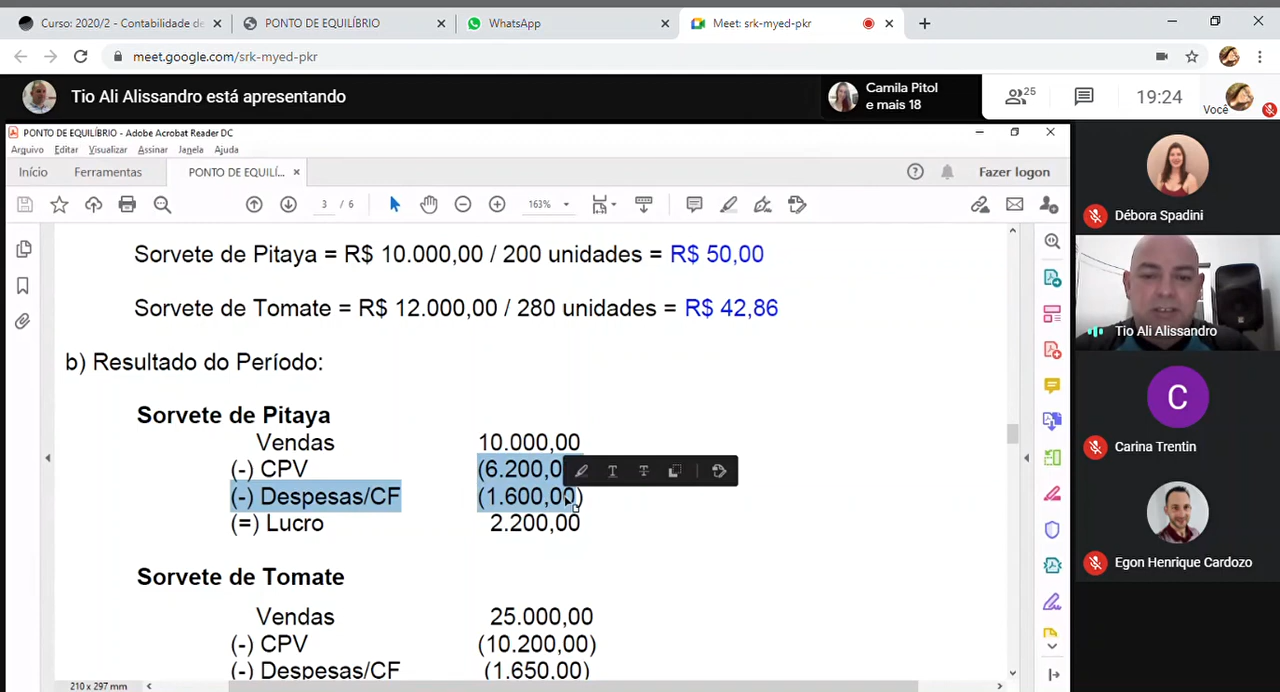 Curso: 2020/2 - Contabilidade de
PONTO DE EQUILÍBRIO
WhatsApp
Meet: srk-myed-pkr
meet.google.com/srk-myed-pkr
Tio Ali Alissandro está apresentando
Camila Pitol
e mais 18
25
19:24
Você
PONTO DE EQUILÍBRIO - Adobe Acrobat Reader DC
Arquivo Editar Visualizar Assinar Janela Ajuda
Início Ferramentas PONTO DE EQUILÍ... Fazer logon
3 / 6 163%
Sorvete de Pitaya = R$ 10.000,00 / 200 unidades = R$ 50,00
Sorvete de Tomate = R$ 12.000,00 / 280 unidades = R$ 42,86
b) Resultado do Período:
Sorvete de Pitaya
Vendas 10.000,00
(-) CPV (6.200,0
(-) Despesas/CF (1.600,00)
(=) Lucro 2.200,00
Sorvete de Tomate
Vendas 25.000,00
(-) CPV (10.200,00)
(-) Despesas/CF (1.650,00)
210 x 297 mm
Débora Spadini
Tio Ali Alissandro
C
Carina Trentin
Egon Henrique Cardozo